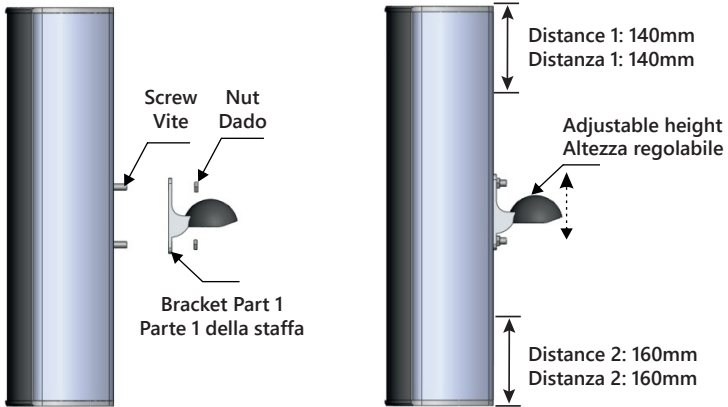 Screw
Vite
Nut
Dado
Bracket Part 1
Parte 1 della staffa
Distance 1: 140mm
Distanza 1: 140mm
Adjustable height
Altezza regolabile
Distance 2: 160mm
Distanza 2: 160mm